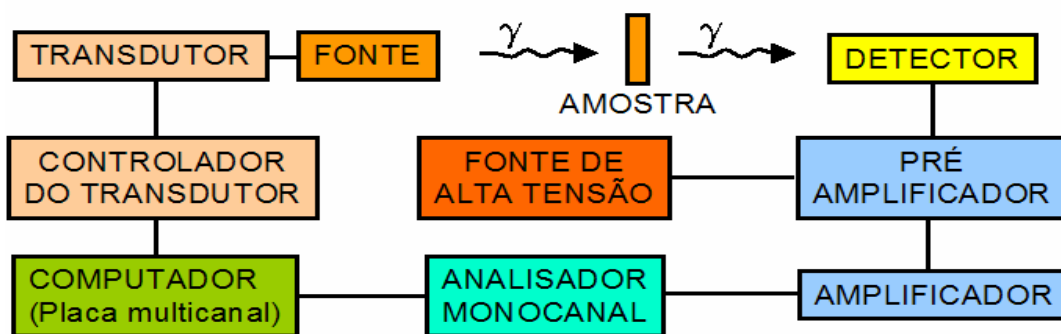 TRANSDUTOR
FONTE
γ
γ
AMOSTRA
DETECTOR
CONTROLADOR
DO TRANSDUTOR
FONTE DE
ALTA TENSÃO
PRÉ
AMPLIFICADOR
COMPUTADOR
(Placa multicanal)
ANALISADOR
MONOCANAL
AMPLIFICADOR